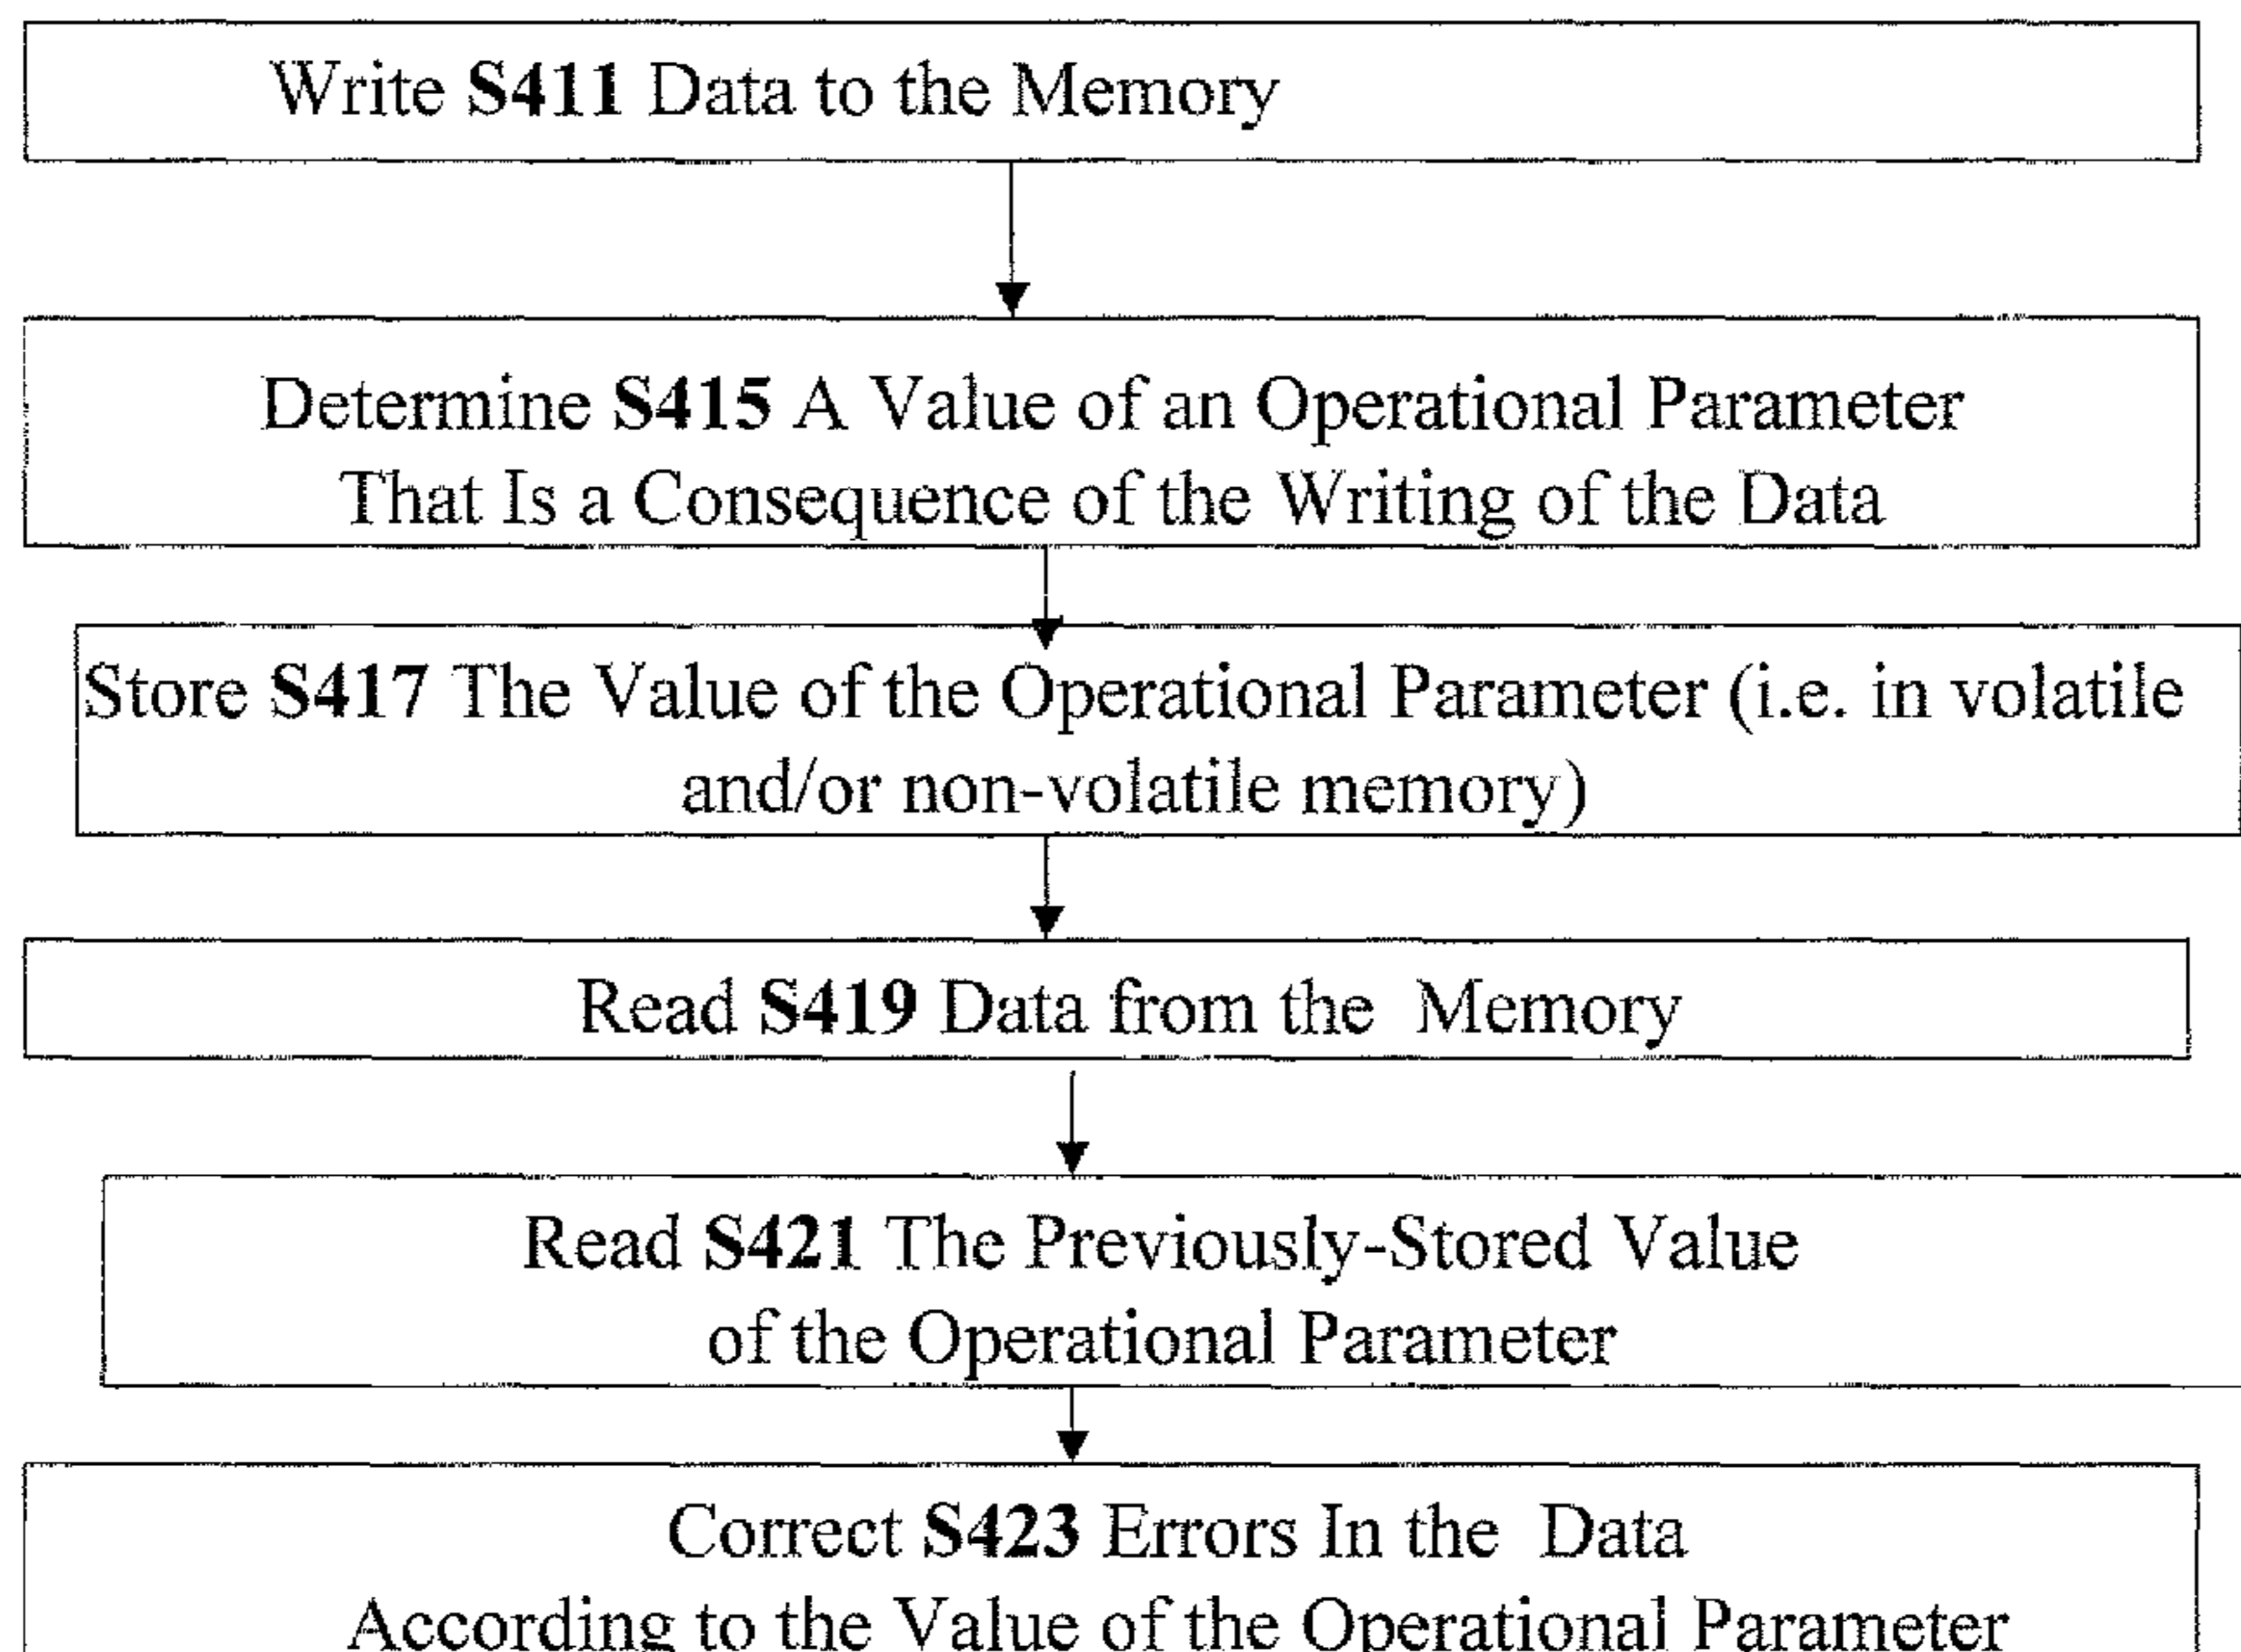 Write S411 Data to the Memory
Determine S415 A Value of an Operational Parameter
That Is a Consequence of the Writing of the Data
Store S417 The Value of the Operational Parameter (i.e. in volatile
and/or non-volatile memory)
Read S419 Data from the Memory
Read S421 The Previously-Stored Value
of the Operational Parameter
Correct S423 Errors In the Data
According to the Value of the Operational Parameter